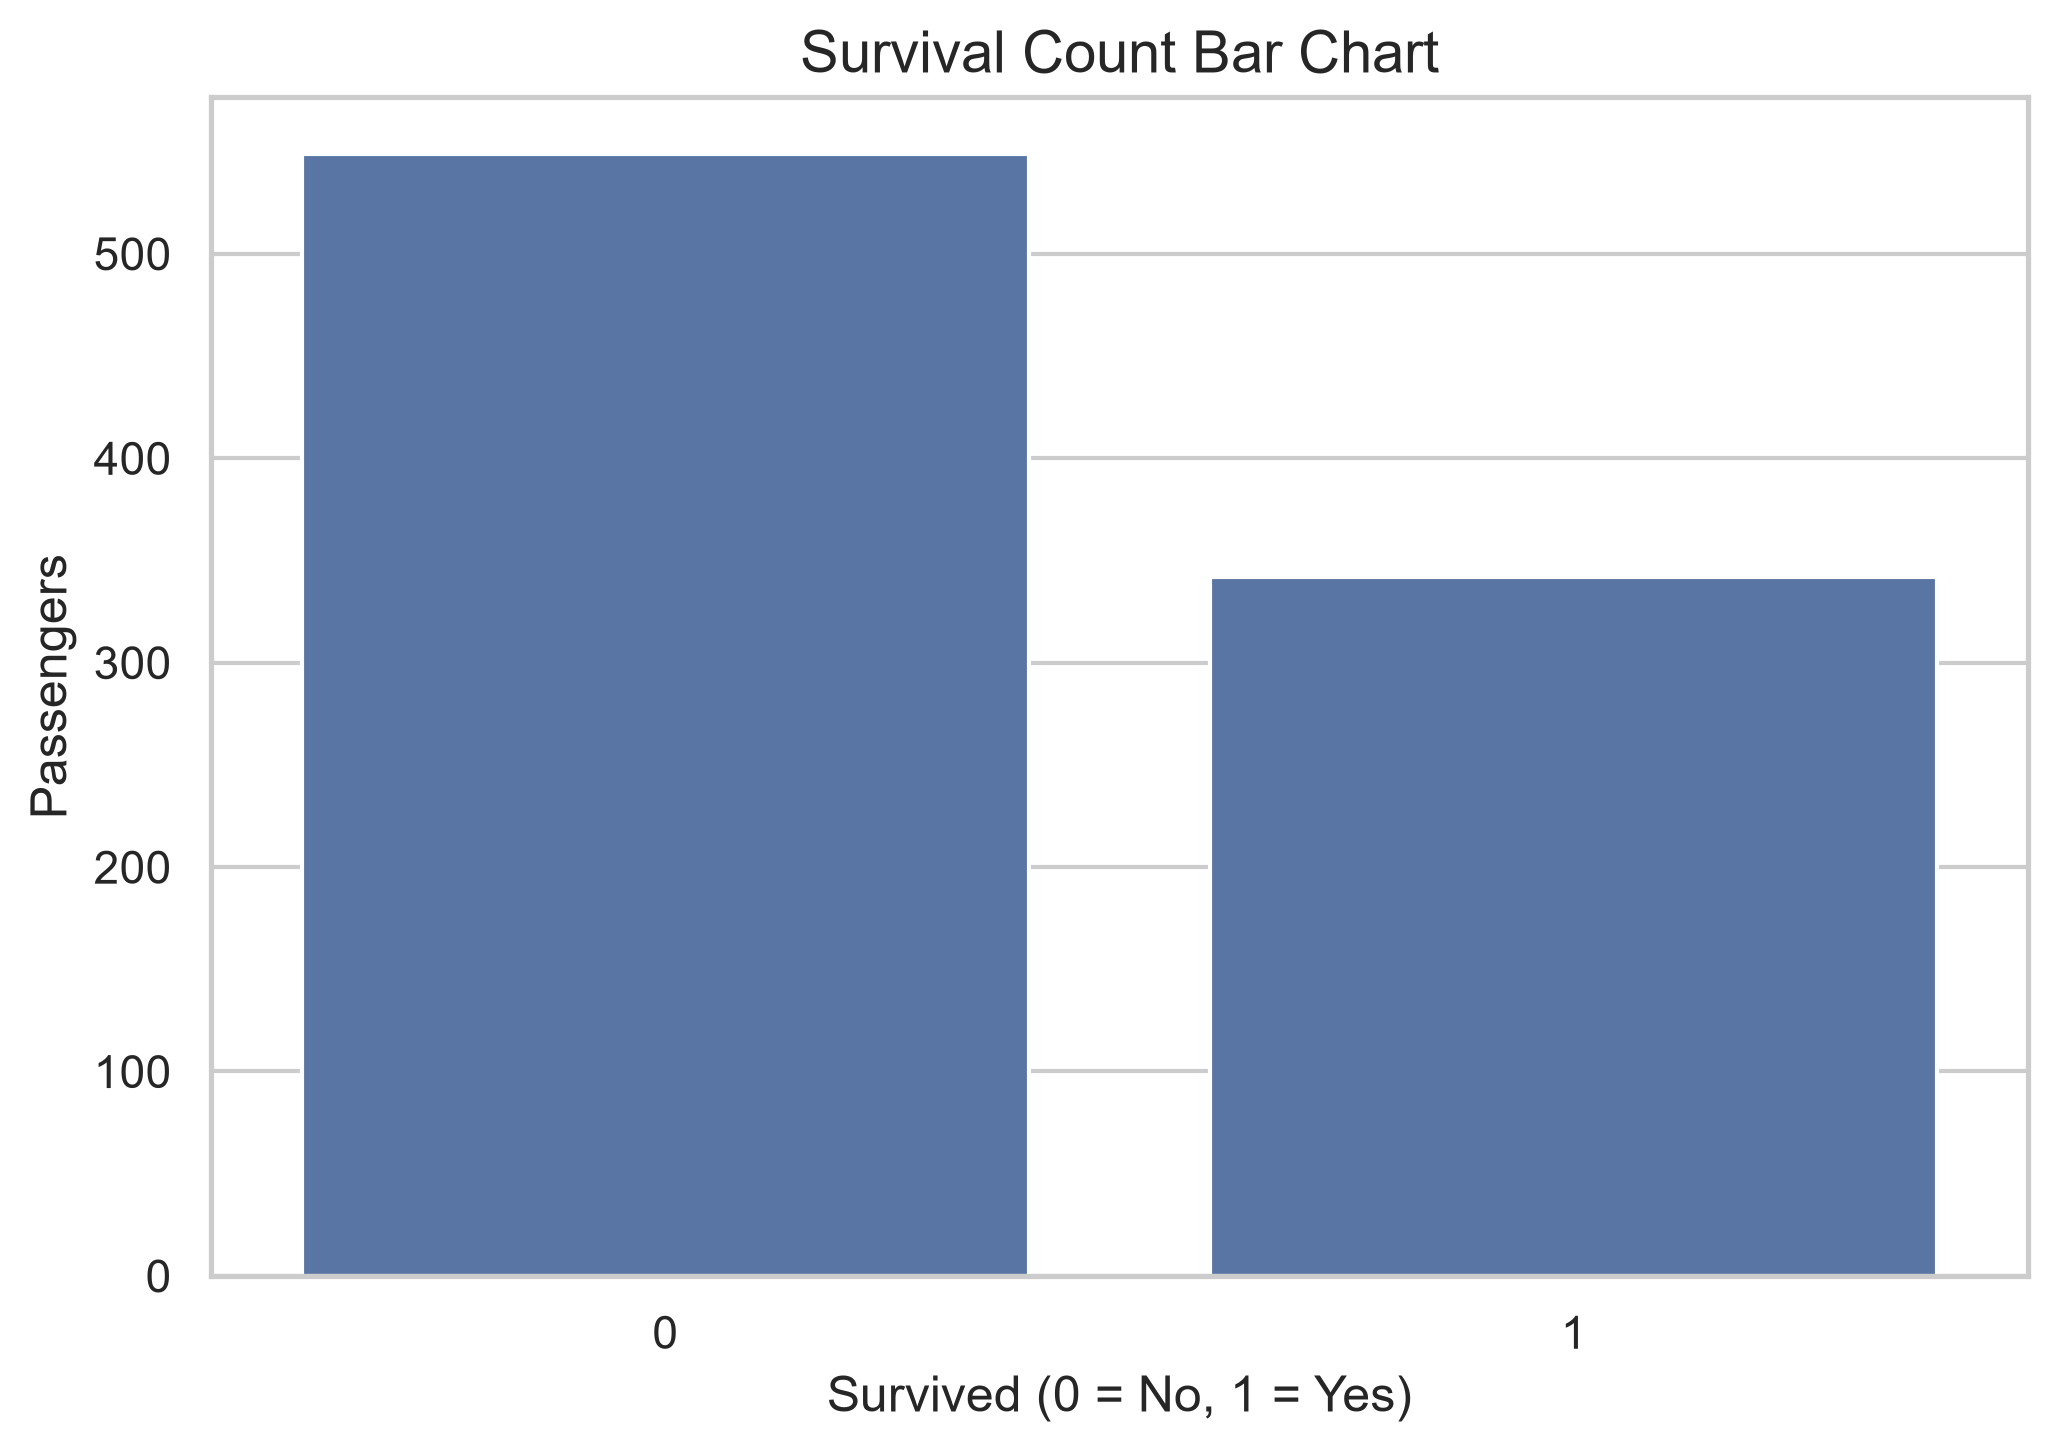 Survival Count Bar Chart
Passengers
500
400
300
200
100
0
0 1
Survived (0 = No, 1 = Yes)